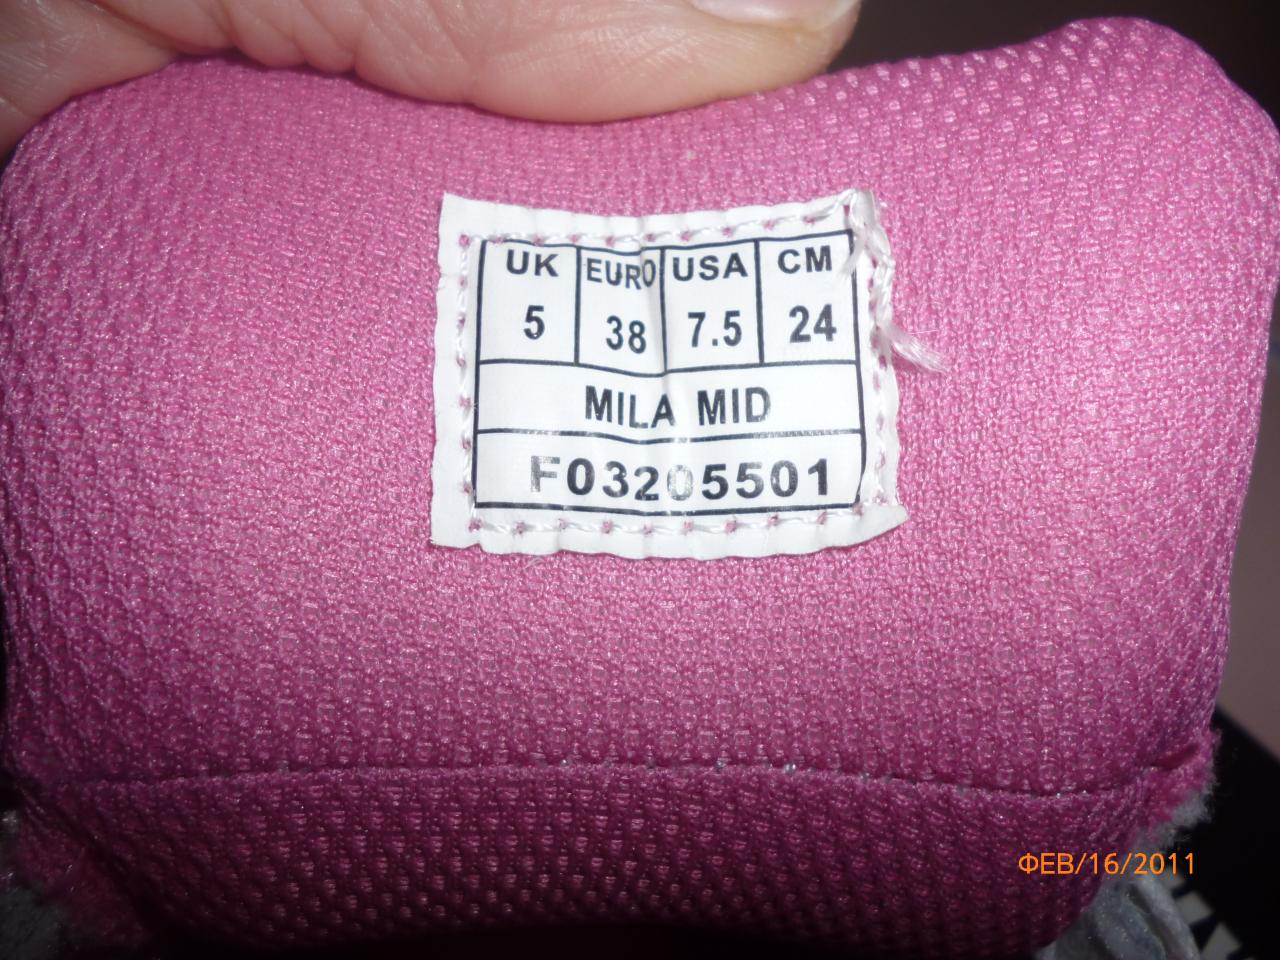 UK EURO USA CM
5 38 7.5 24
MILA MID
F03205501
ФЕВ/16/2011